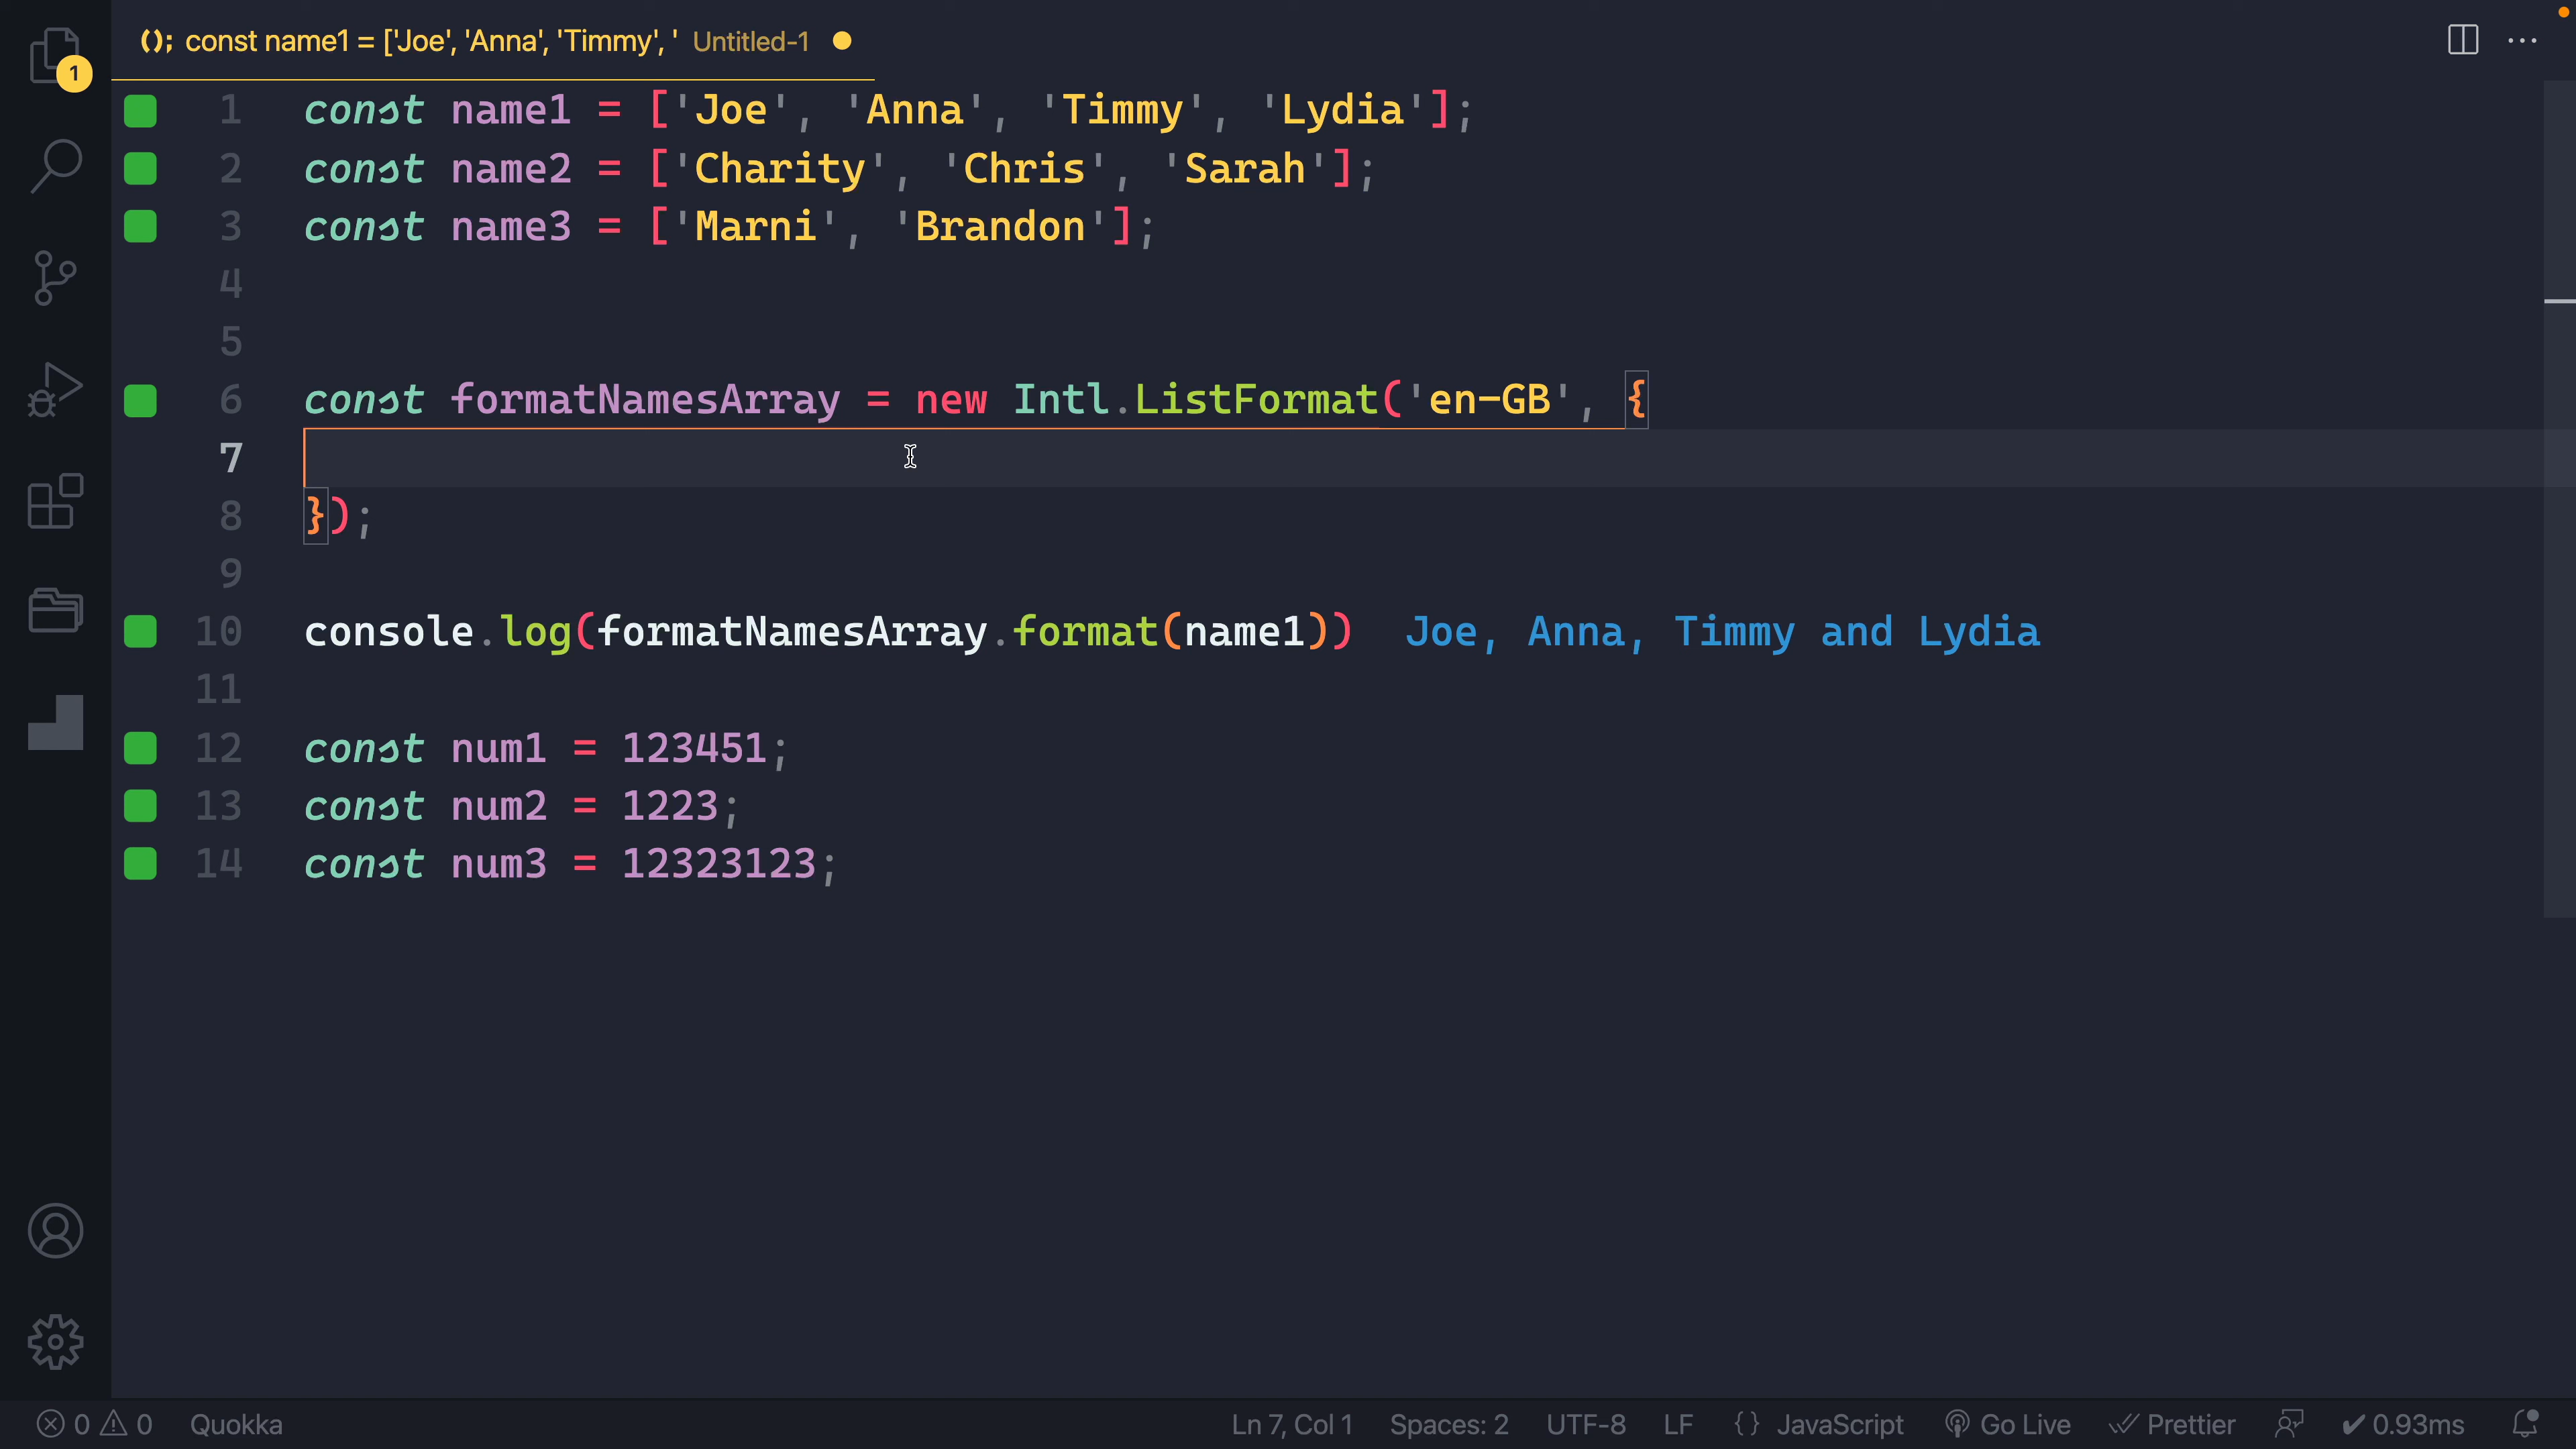 const name1 = ['Joe', 'Anna', 'Timmy', ' Untitled-1
1
1 const name1 = ['Joe', 'Anna', 'Timmy', 'Lydia'];
2 const name2 = ['Charity', 'Chris', 'Sarah'];
3 const name3 = ['Marni', 'Brandon'];
4
5
6 const formatNamesArray = new Intl.ListFormat('en-GB', {
7
8 });
9
10 console.log(formatNamesArray.format(name1)) Joe, Anna, Timmy and Lydia
11
12 const num1 = 123451;
13 const num2 = 1223;
14 const num3 = 12323123;
0 0 Quokka Ln 7, Col 1 Spaces: 2 UTF-8 LF {} JavaScript Go Live Prettier 0.93ms